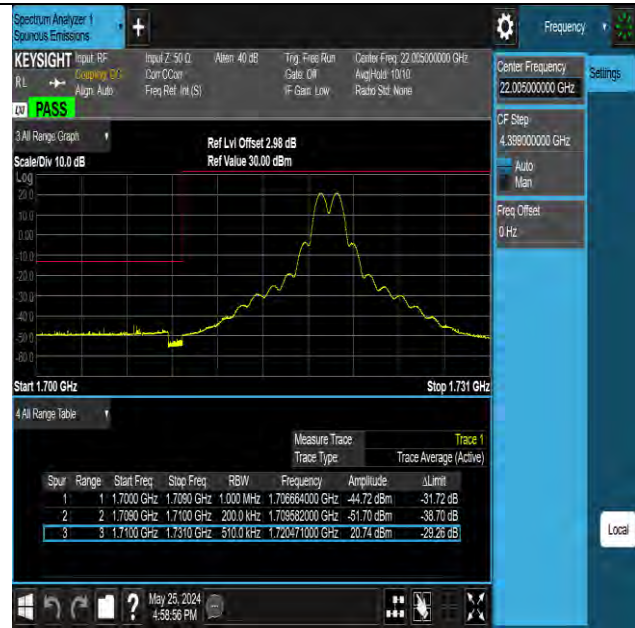 Spectrum Analyzer 1
Spurious Emissions
Frequency
KEYSIGHT Input: RF Input Z: 50 Ω Atten: 40 dB Trig: Free Run Center Freq: 22.005000000 GHz
RL Coupling: DC Corr CCorr Gate: Off Avg|Hold: 10/10
Align: Auto Freq Ref: Int (S) IF Gain: Low Radio Std: None
LXI PASS
Center Frequency
22.005000000 GHz
Settings
CF Step
4.399000000 GHz
Auto
Man
Freq Offset
0 Hz
3 All Range Graph
Ref Lvl Offset 2.98 dB
Scale/Div 10.0 dB Ref Value 30.00 dBm
Log
20.0
10.0
0.00
-10.0
-20.0
-30.0
-40.0
-50.0
-60.0
Start 1.700 GHz Stop 1.731 GHz
4 All Range Table
Measure Trace Trace 1
Trace Type Trace Average (Active)
Spur Range Start Freq Stop Freq RBW Frequency Amplitude ΔLimit
1 1 1.7000 GHz 1.7090 GHz 1.000 MHz 1.706664000 GHz -44.72 dBm -31.72 dB
2 2 1.7090 GHz 1.7100 GHz 200.0 kHz 1.709582000 GHz -51.70 dBm -38.70 dB
3 3 1.7100 GHz 1.7310 GHz 510.0 kHz 1.720471000 GHz 20.74 dBm -29.26 dB
Local
May 25, 2024
4:58:56 PM